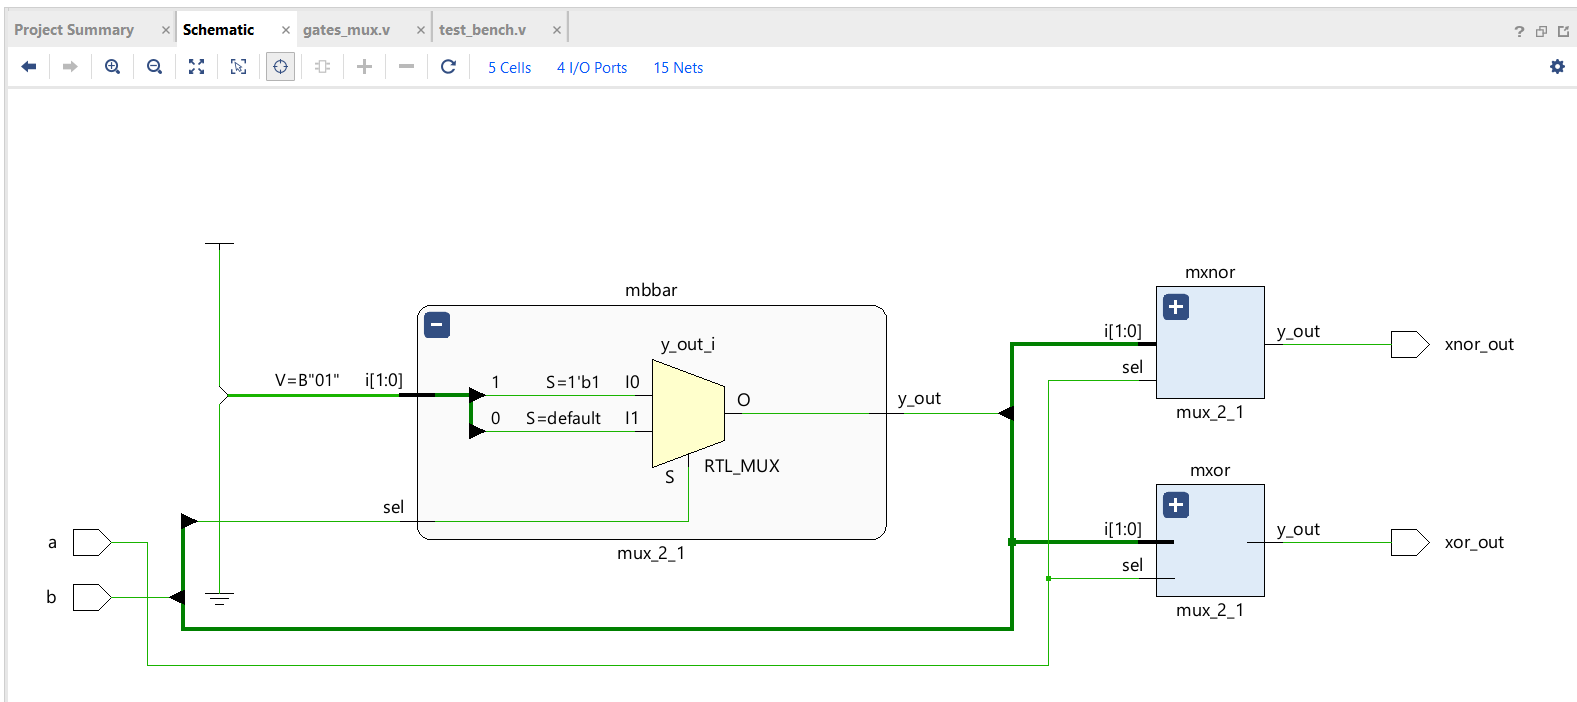 Project Summary × Schematic × gates_mux.v × test_bench.v × ?
5 Cells 4 I/O Ports 15 Nets
mxnor
mbbar
y_out_i
i[1:0] y_out
xnor_out
sel
V=B"01" i[1:0] 1 S=1'b1 I0
O y_out
0 S=default I1
mux_2_1
S RTL_MUX
mxor
sel
i[1:0] y_out
a
xor_out
mux_2_1
sel
b
mux_2_1